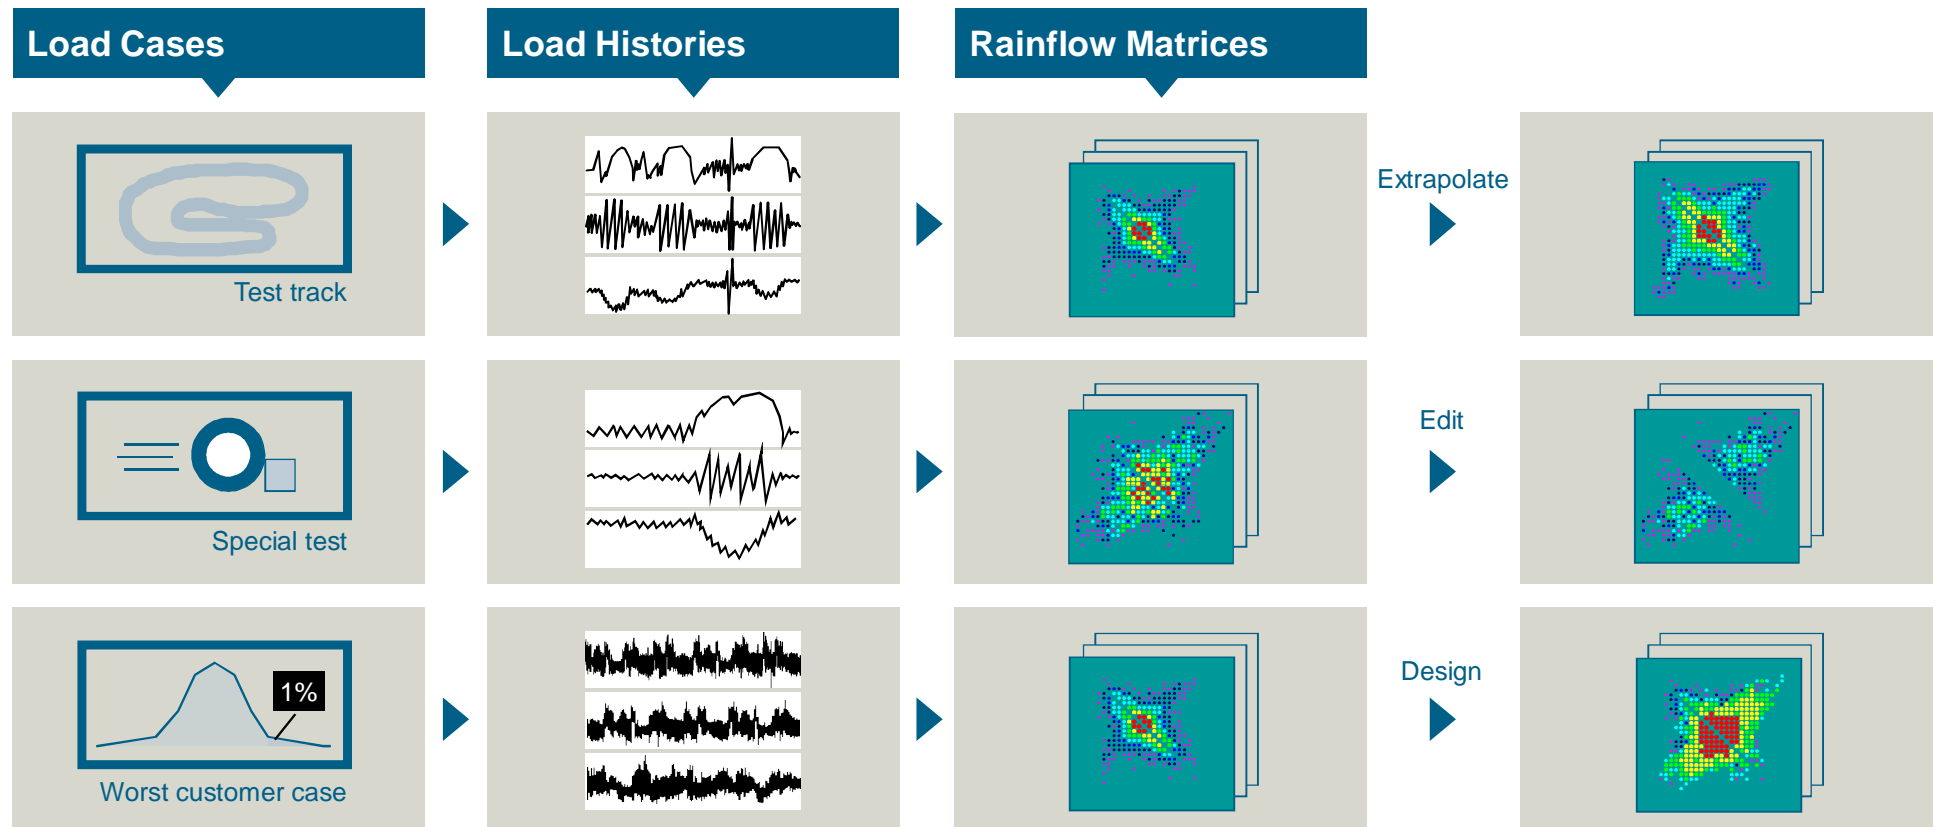 Load Cases
Load Histories
Rainflow Matrices
Test track
Extrapolate
Special test
Edit
1%
Worst customer case
Design